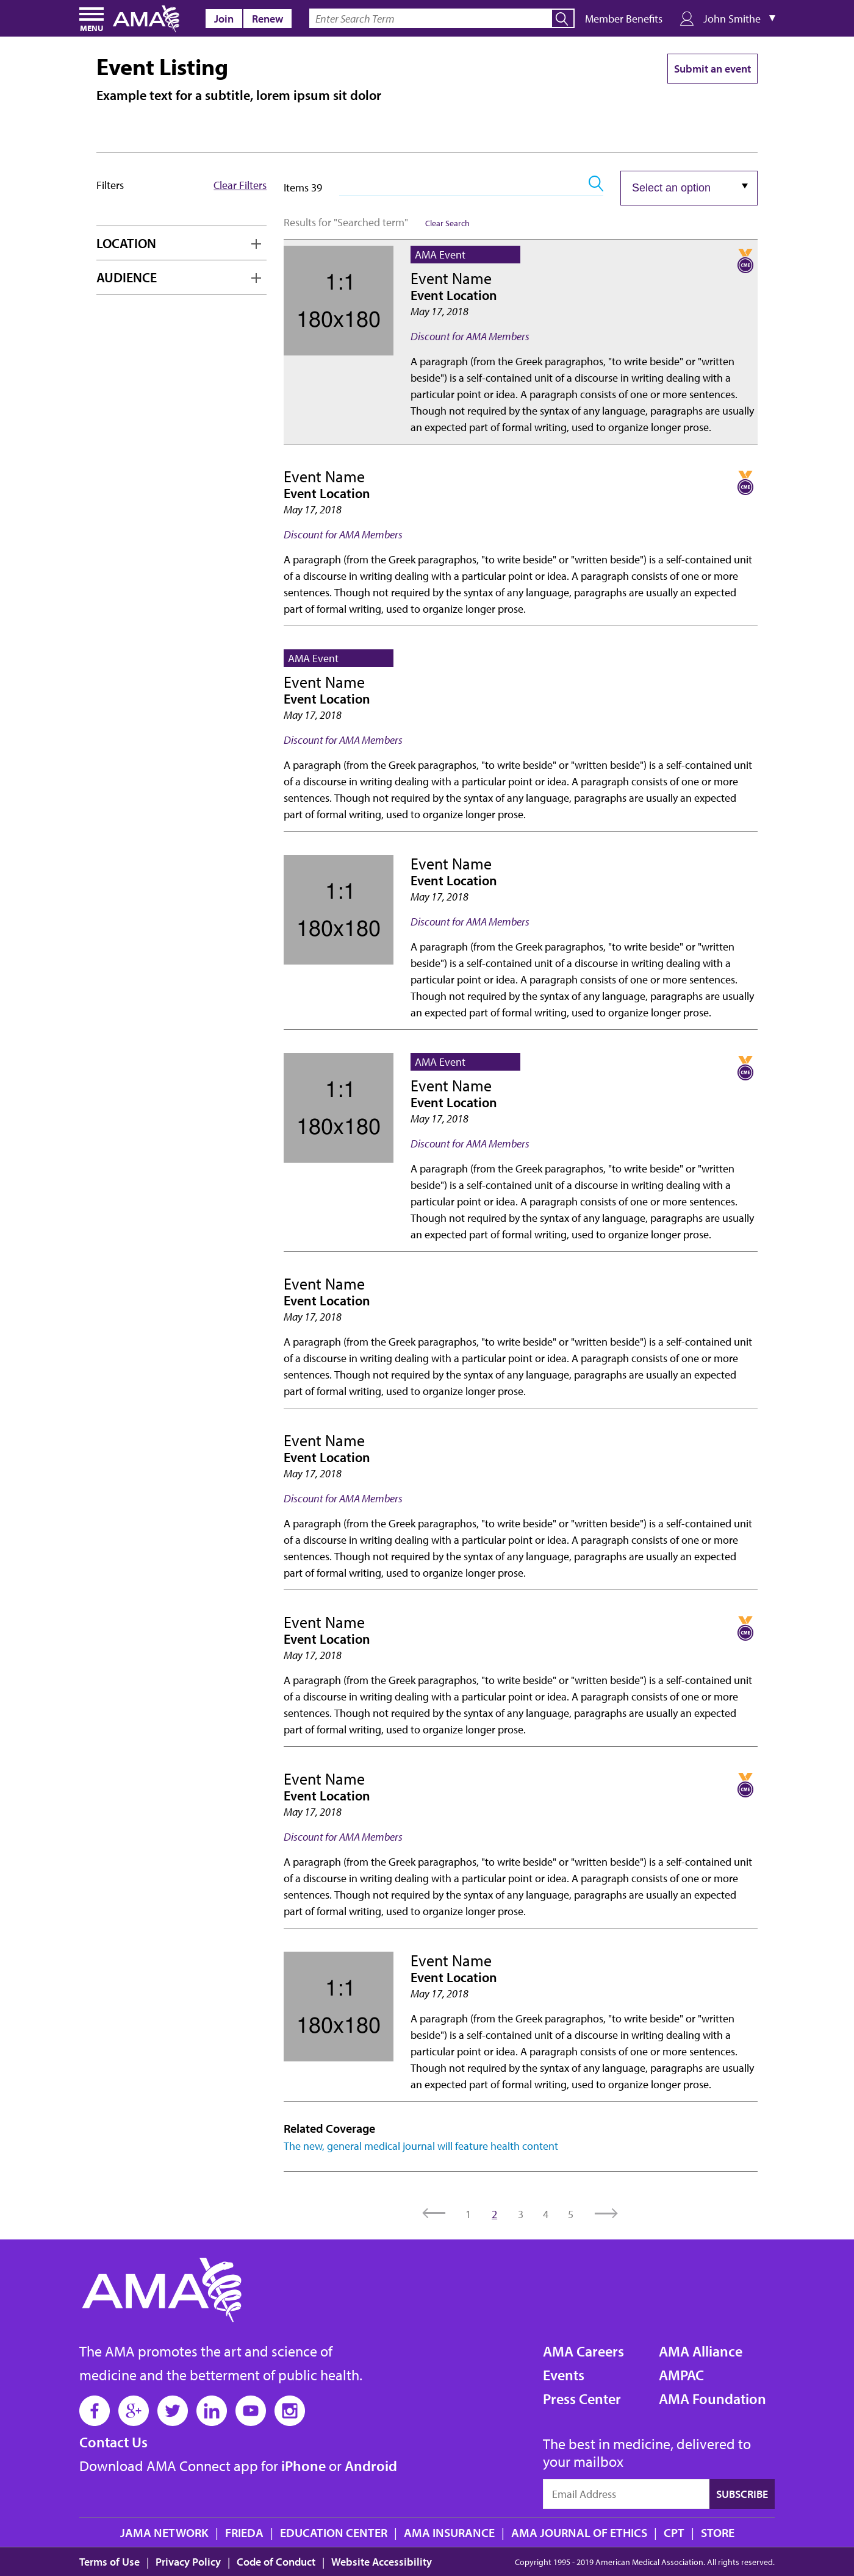 MENU
AMA
Join
Renew
Enter Search Term
Member Benefits
John Smithe
Event Listing
Submit an event
Example text for a subtitle, lorem ipsum sit dolor
Filters
Clear Filters
LOCATION
AUDIENCE
Items 39
Select an option
Results for "Searched term"
Clear Search
1:1
180x180
AMA Event
CME
Event Name
Event Location
May 17, 2018
Discount for AMA Members
A paragraph (from the Greek paragraphos, "to write beside" or "written
beside") is a self-contained unit of a discourse in writing dealing with a
particular point or idea. A paragraph consists of one or more sentences.
Though not required by the syntax of any language, paragraphs are usually
an expected part of formal writing, used to organize longer prose.
Event Name
CME
Event Location
May 17, 2018
Discount for AMA Members
A paragraph (from the Greek paragraphos, "to write beside" or "written beside") is a self-contained unit
of a discourse in writing dealing with a particular point or idea. A paragraph consists of one or more
sentences. Though not required by the syntax of any language, paragraphs are usually an expected
part of formal writing, used to organize longer prose.
AMA Event
Event Name
Event Location
May 17, 2018
Discount for AMA Members
A paragraph (from the Greek paragraphos, "to write beside" or "written beside") is a self-contained unit
of a discourse in writing dealing with a particular point or idea. A paragraph consists of one or more
sentences. Though not required by the syntax of any language, paragraphs are usually an expected
part of formal writing, used to organize longer prose.
1:1
180x180
Event Name
Event Location
May 17, 2018
Discount for AMA Members
A paragraph (from the Greek paragraphos, "to write beside" or "written
beside") is a self-contained unit of a discourse in writing dealing with a
particular point or idea. A paragraph consists of one or more sentences.
Though not required by the syntax of any language, paragraphs are usually
an expected part of formal writing, used to organize longer prose.
1:1
180x180
AMA Event
CME
Event Name
Event Location
May 17, 2018
Discount for AMA Members
A paragraph (from the Greek paragraphos, "to write beside" or "written
beside") is a self-contained unit of a discourse in writing dealing with a
particular point or idea. A paragraph consists of one or more sentences.
Though not required by the syntax of any language, paragraphs are usually
an expected part of formal writing, used to organize longer prose.
Event Name
Event Location
May 17, 2018
A paragraph (from the Greek paragraphos, "to write beside" or "written beside") is a self-contained unit
of a discourse in writing dealing with a particular point or idea. A paragraph consists of one or more
sentences. Though not required by the syntax of any language, paragraphs are usually an expected
part of formal writing, used to organize longer prose.
Event Name
Event Location
May 17, 2018
Discount for AMA Members
A paragraph (from the Greek paragraphos, "to write beside" or "written beside") is a self-contained unit
of a discourse in writing dealing with a particular point or idea. A paragraph consists of one or more
sentences. Though not required by the syntax of any language, paragraphs are usually an expected
part of formal writing, used to organize longer prose.
Event Name
CME
Event Location
May 17, 2018
A paragraph (from the Greek paragraphos, "to write beside" or "written beside") is a self-contained unit
of a discourse in writing dealing with a particular point or idea. A paragraph consists of one or more
sentences. Though not required by the syntax of any language, paragraphs are usually an expected
part of formal writing, used to organize longer prose.
Event Name
CME
Event Location
May 17, 2018
Discount for AMA Members
A paragraph (from the Greek paragraphos, "to write beside" or "written beside") is a self-contained unit
of a discourse in writing dealing with a particular point or idea. A paragraph consists of one or more
sentences. Though not required by the syntax of any language, paragraphs are usually an expected
part of formal writing, used to organize longer prose.
1:1
180x180
Event Name
Event Location
May 17, 2018
A paragraph (from the Greek paragraphos, "to write beside" or "written
beside") is a self-contained unit of a discourse in writing dealing with a
particular point or idea. A paragraph consists of one or more sentences.
Though not required by the syntax of any language, paragraphs are usually
an expected part of formal writing, used to organize longer prose.
Related Coverage
The new, general medical journal will feature health content
1 2 3 4 5
AMA
The AMA promotes the art and science of
medicine and the betterment of public health.
f g+ in
Contact Us
Download AMA Connect app for iPhone or Android
AMA Careers
AMA Alliance
Events
AMPAC
Press Center
AMA Foundation
The best in medicine, delivered to
your mailbox
Email Address
SUBSCRIBE
JAMA NETWORK | FRIEDA | EDUCATION CENTER | AMA INSURANCE | AMA JOURNAL OF ETHICS | CPT | STORE
Terms of Use | Privacy Policy | Code of Conduct | Website Accessibility
Copyright 1995 - 2019 American Medical Association. All rights reserved.